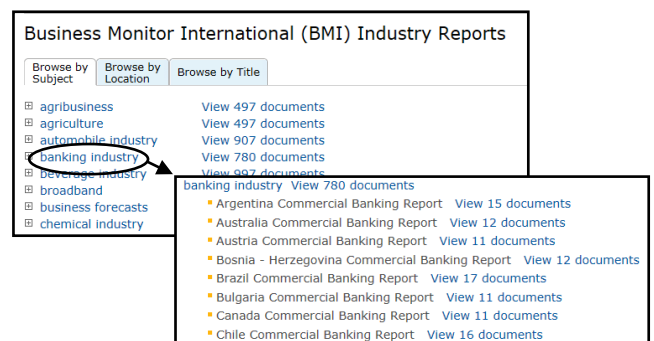 Business Monitor International (BMI) Industry Reports
Browse by Subject
Browse by Location
Browse by Title
agribusiness View 497 documents
agriculture View 497 documents
automobile industry View 907 documents
banking industry View 780 documents
beverage industry View 997 documents
broadband
business forecasts
chemical industry
banking industry View 780 documents
Argentina Commercial Banking Report View 15 documents
Australia Commercial Banking Report View 12 documents
Austria Commercial Banking Report View 11 documents
Bosnia - Herzegovina Commercial Banking Report View 12 documents
Brazil Commercial Banking Report View 17 documents
Bulgaria Commercial Banking Report View 11 documents
Canada Commercial Banking Report View 11 documents
Chile Commercial Banking Report View 16 documents